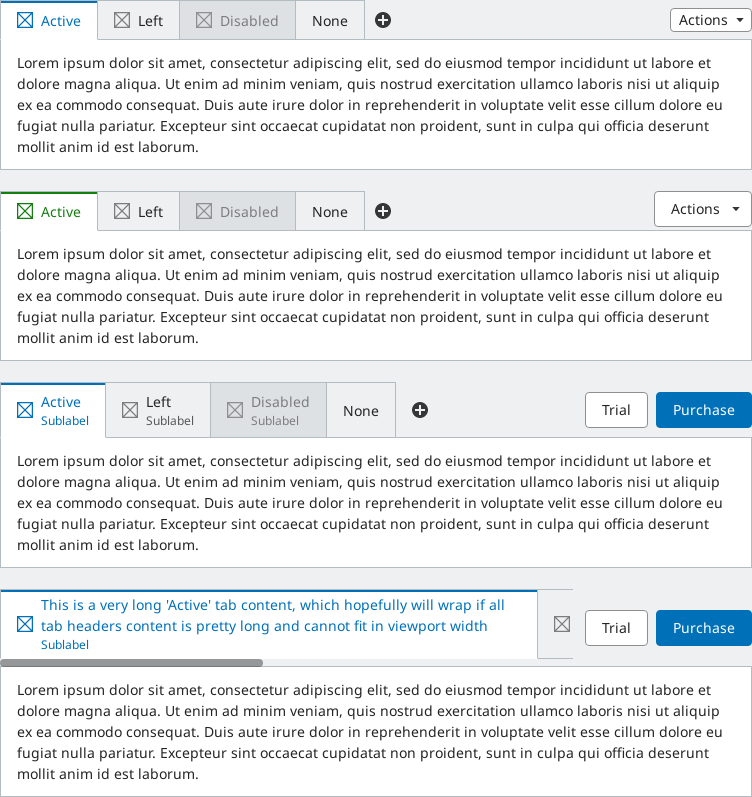 Active Left Disabled None Actions
Lorem ipsum dolor sit amet, consectetur adipiscing elit, sed do eiusmod tempor incididunt ut labore et
dolore magna aliqua. Ut enim ad minim veniam, quis nostrud exercitation ullamco laboris nisi ut aliquip
ex ea commodo consequat. Duis aute irure dolor in reprehenderit in voluptate velit esse cillum dolore eu
fugiat nulla pariatur. Excepteur sint occaecat cupidatat non proident, sunt in culpa qui officia deserunt
mollit anim id est laborum.
Active Left Disabled None Actions
Lorem ipsum dolor sit amet, consectetur adipiscing elit, sed do eiusmod tempor incididunt ut labore et
dolore magna aliqua. Ut enim ad minim veniam, quis nostrud exercitation ullamco laboris nisi ut aliquip
ex ea commodo consequat. Duis aute irure dolor in reprehenderit in voluptate velit esse cillum dolore eu
fugiat nulla pariatur. Excepteur sint occaecat cupidatat non proident, sunt in culpa qui officia deserunt
mollit anim id est laborum.
Active Left Disabled None Trial Purchase
Sublabel Sublabel Sublabel
Lorem ipsum dolor sit amet, consectetur adipiscing elit, sed do eiusmod tempor incididunt ut labore et
dolore magna aliqua. Ut enim ad minim veniam, quis nostrud exercitation ullamco laboris nisi ut aliquip
ex ea commodo consequat. Duis aute irure dolor in reprehenderit in voluptate velit esse cillum dolore eu
fugiat nulla pariatur. Excepteur sint occaecat cupidatat non proident, sunt in culpa qui officia deserunt
mollit anim id est laborum.
This is a very long 'Active' tab content, which hopefully will wrap if all
tab headers content is pretty long and cannot fit in viewport width
Sublabel
Trial Purchase
Lorem ipsum dolor sit amet, consectetur adipiscing elit, sed do eiusmod tempor incididunt ut labore et
dolore magna aliqua. Ut enim ad minim veniam, quis nostrud exercitation ullamco laboris nisi ut aliquip
ex ea commodo consequat. Duis aute irure dolor in reprehenderit in voluptate velit esse cillum dolore eu
fugiat nulla pariatur. Excepteur sint occaecat cupidatat non proident, sunt in culpa qui officia deserunt
mollit anim id est laborum.